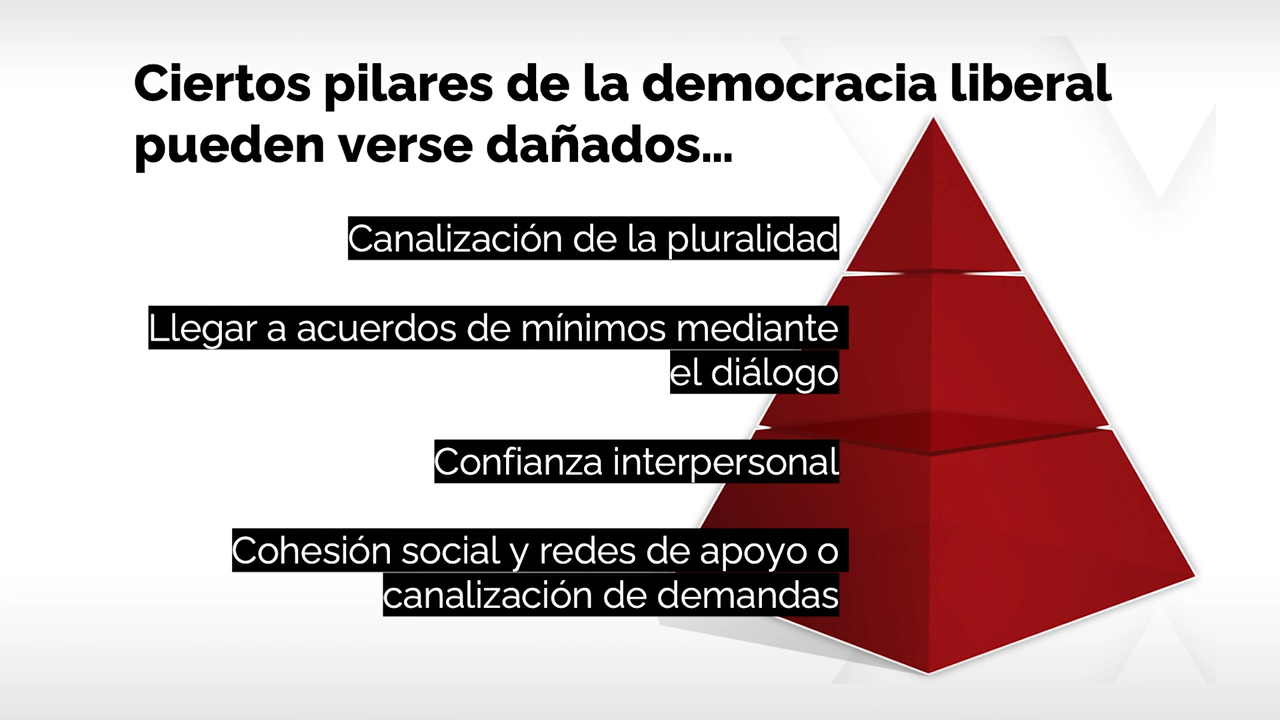 Ciertos pilares de la democracia liberal
pueden verse dañados...
Canalización de la pluralidad
Llegar a acuerdos de mínimos mediante
el diálogo
Confianza interpersonal
Cohesión social y redes de apoyo o
canalización de demandas